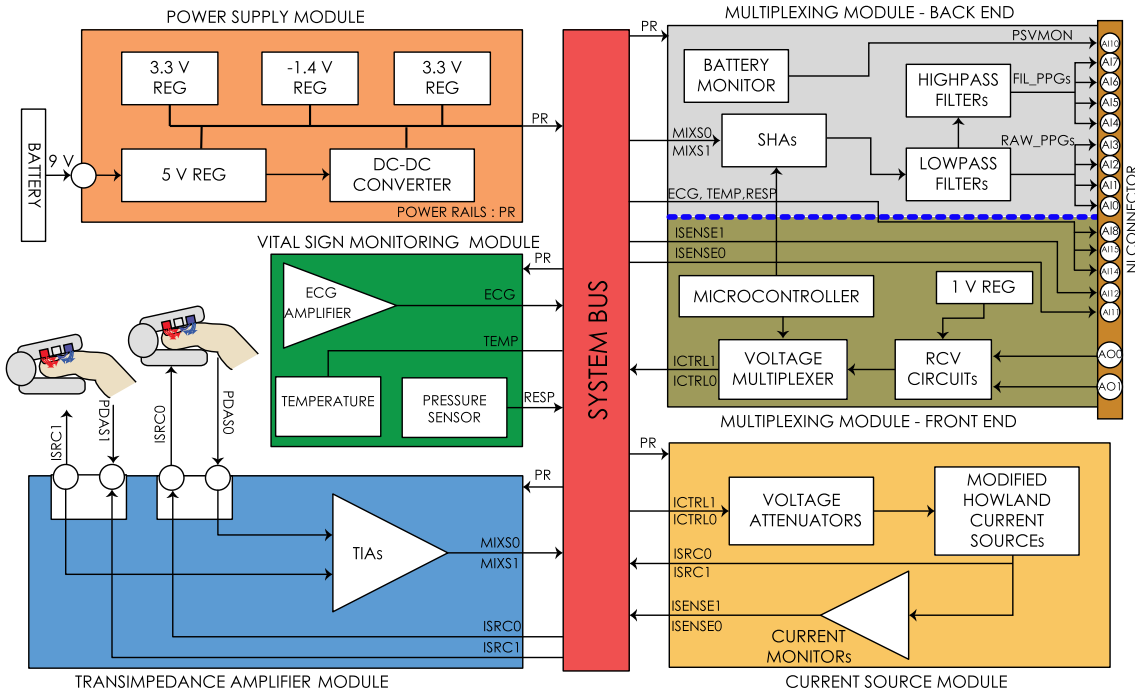 POWER SUPPLY MODULE
3.3 V
REG
-1.4 V
REG
3.3 V
REG
PR
BATTERY
9 V
5 V REG
DC-DC
CONVERTER
POWER RAILS : PR
VITAL SIGN MONITORING MODULE
PR
ECG
AMPLIFIER
ECG
TEMP
TEMPERATURE
PRESSURE
SENSOR
RESP
ISRC1
PDAS1
ISRC0
PDAS0
PR
TIAs
MIXS0
MIXS1
ISRC0
ISRC1
TRANSIMPEDANCE AMPLIFIER MODULE
SYSTEM BUS
MULTIPLEXING MODULE - BACK END
PR
PSVMON
BATTERY
MONITOR
HIGHPASS
FILTERs
FIL_PPGs
MIXS0
MIXS1
SHAs
RAW_PPGs
LOWPASS
FILTERs
ECG, TEMP,RESP
ISENSE1
ISENSE0
MICROCONTROLLER
1 V REG
ICTRL1
ICTRL0
VOLTAGE
MULTIPLEXER
RCV
CIRCUITs
AI10
AI7
AI6
AI5
AI4
AI3
AI2
AI1
AI0
AI8
AI15
AI14
AI12
AI11
AO0
AO1
NI CONNECTOR
MULTIPLEXING MODULE - FRONT END
PR
ICTRL1
ICTRL0
VOLTAGE
ATTENUATORs
MODIFIED
HOWLAND
CURRENT
SOURCEs
ISRC0
ISRC1
ISENSE1
ISENSE0
CURRENT
MONITORs
CURRENT SOURCE MODULE